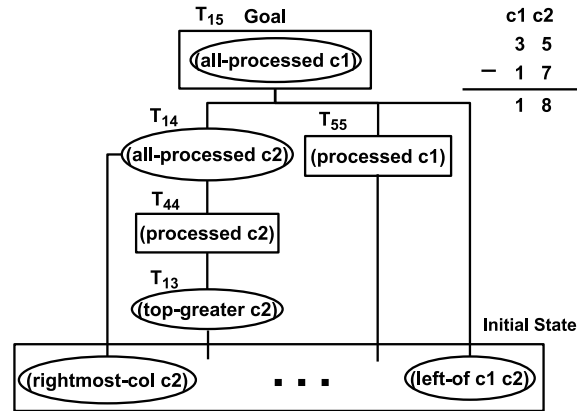 T15 Goal
(all-processed c1)
c1 c2
3 5
– 1 7
1 8
T14
(all-processed c2)
T55
(processed c1)
T44
(processed c2)
T13
(top-greater c2)
Initial State
(rightmost-col c2)
. . .
(left-of c1 c2)